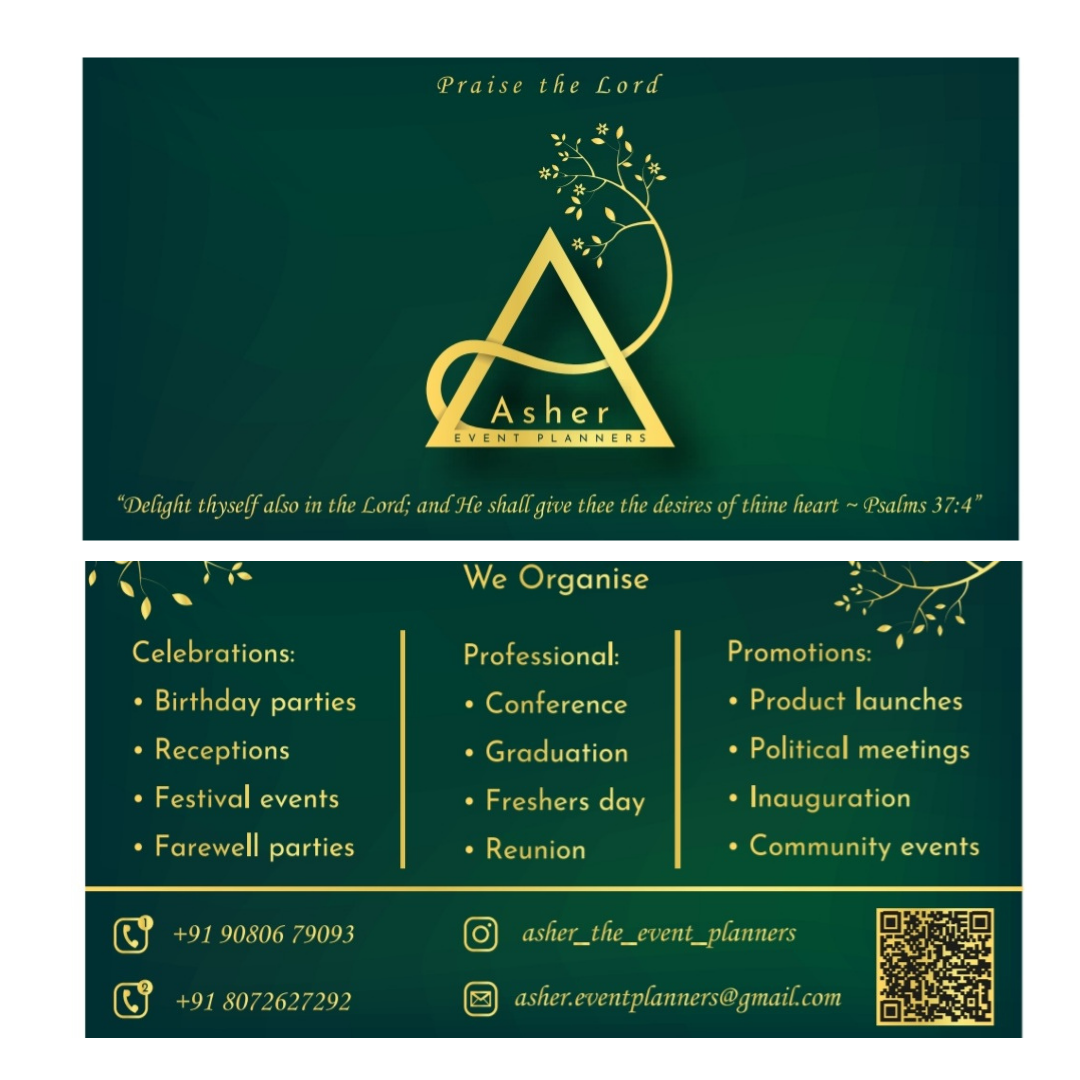 Praise the Lord
Asher
EVENT PLANNERS
“Delight thyself also in the Lord; and He shall give thee the desires of thine heart ~ Psalms 37:4”
We Organise
Celebrations:
• Birthday parties
• Receptions
• Festival events
• Farewell parties
Professional:
• Conference
• Graduation
• Freshers day
• Reunion
Promotions:
• Product launches
• Political meetings
• Inauguration
• Community events
1 +91 90806 79093
2 +91 8072627292
asher_the_event_planners
asher.eventplanners@gmail.com